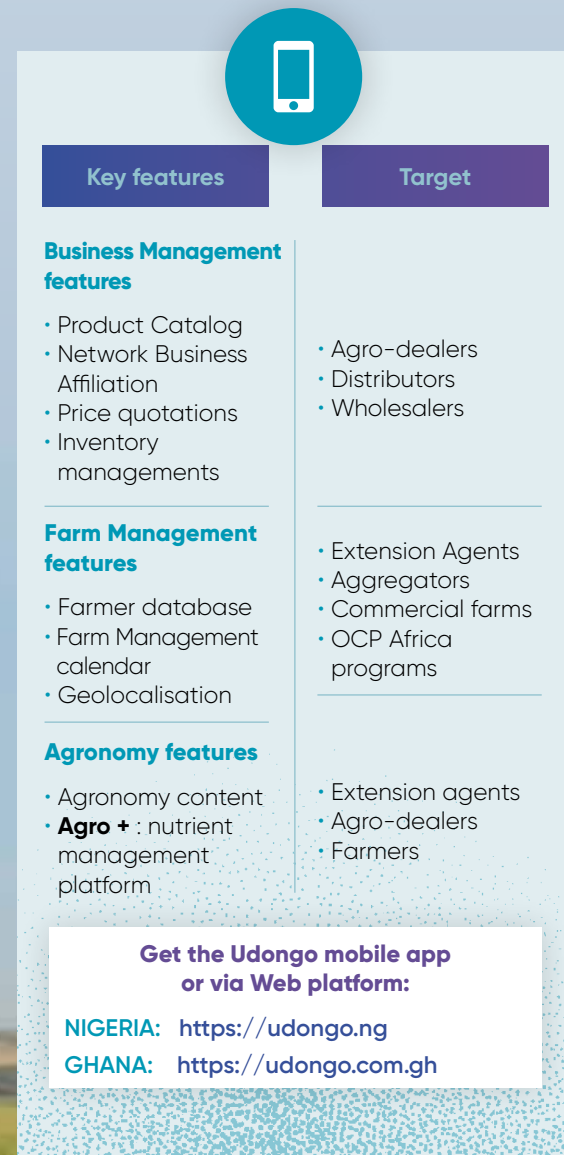 Key features
Target
Business Management
features
• Product Catalog
• Network Business
Affiliation
• Price quotations
• Inventory
managements
• Agro-dealers
• Distributors
• Wholesalers
Farm Management
features
• Farmer database
• Farm Management
calendar
• Geolocalisation
• Extension Agents
• Aggregators
• Commercial farms
• OCP Africa
programs
Agronomy features
• Agronomy content
• Agro + : nutrient
management
platform
• Extension agents
• Agro-dealers
• Farmers
Get the Udongo mobile app
or via Web platform:
NIGERIA: https://udongo.ng
GHANA: https://udongo.com.gh